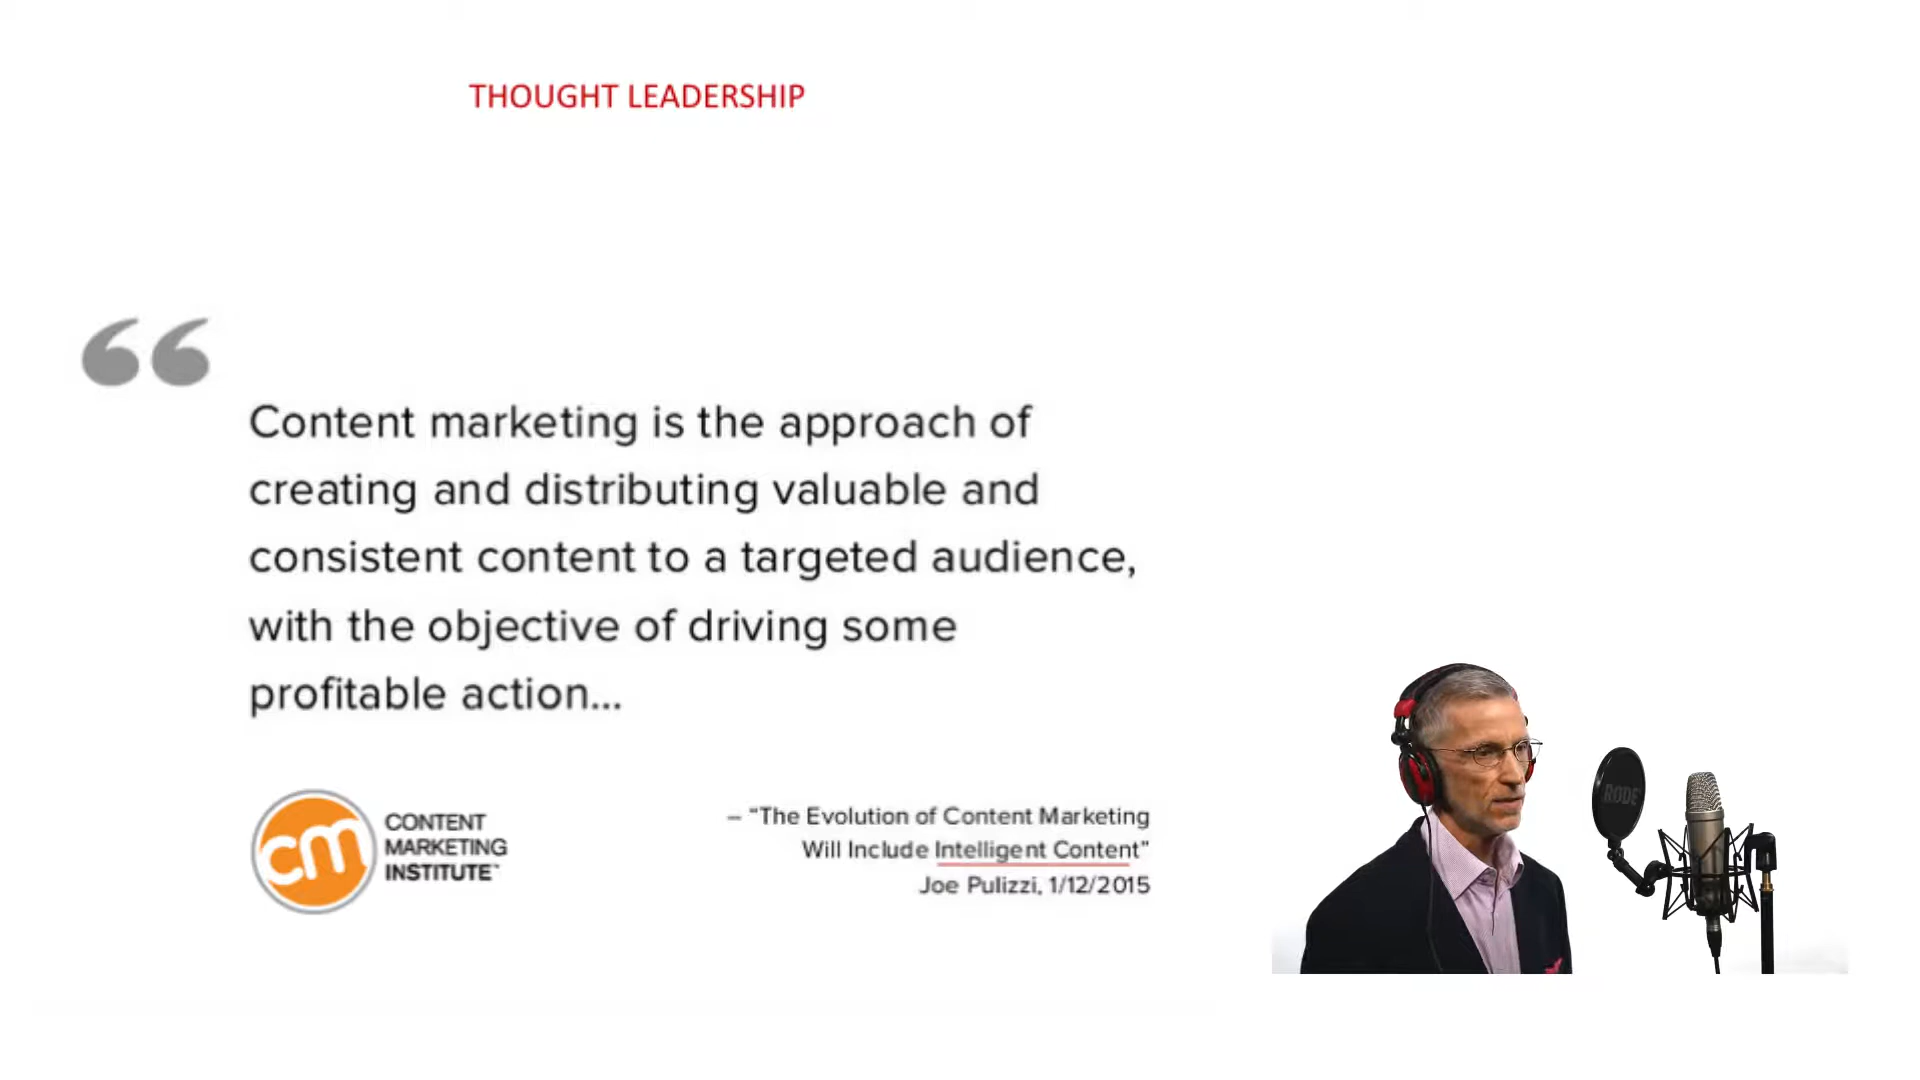 THOUGHT LEADERSHIP
“
Content marketing is the approach of
creating and distributing valuable and
consistent content to a targeted audience,
with the objective of driving some
profitable action...
cm
CONTENT
MARKETING
INSTITUTE™
– "The Evolution of Content Marketing
Will Include Intelligent Content"
Joe Pulizzi, 1/12/2015
RODE